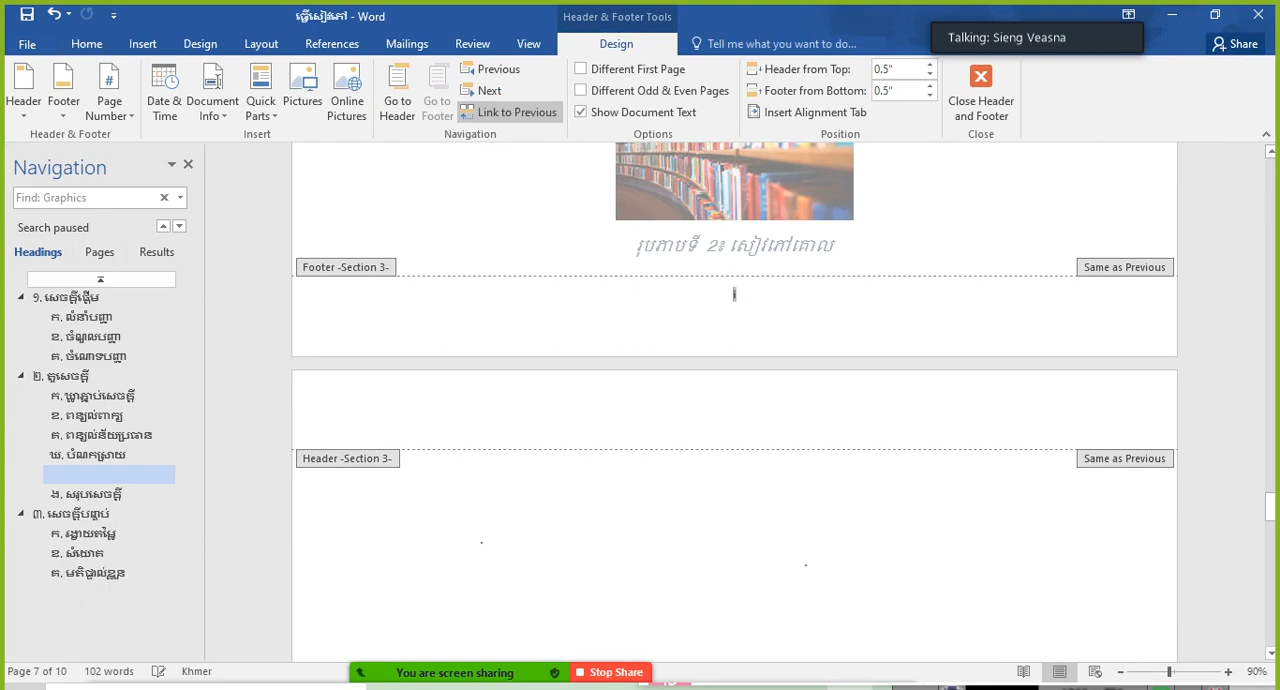 ធ្វើសៀវភៅ - Word
Header & Footer Tools
Talking: Sieng Veasna
File
Home
Insert
Design
Layout
References
Mailings
Review
View
Design
Tell me what you want to do...
Share
Header
Footer
Page Number
Date & Time
Document Info
Quick Parts
Pictures
Online Pictures
Go to Header
Go to Footer
Previous
Next
Link to Previous
Different First Page
Different Odd & Even Pages
Show Document Text
Header from Top: 0.5"
Footer from Bottom: 0.5"
Insert Alignment Tab
Close Header and Footer
Header & Footer
Insert
Navigation
Options
Position
Close
Navigation
Find: Graphics
Search paused
Headings
Pages
Results
១. សេចក្តីផ្តើម
ក. លំនាំបញ្ហា
ខ. ចំណូលបញ្ហា
គ. ចំណោទបញ្ហា
២. តួសេចក្តី
ក. ឃ្លាភ្ជាប់សេចក្តី
ខ. ពន្យល់ពាក្យ
គ. ពន្យល់ន័យប្រធាន
ឃ. បំណកស្រាយ
ង. សរុបសេចក្តី
៣. សេចក្តីបញ្ចប់
ក. វាយតម្លៃ
ខ. សំយោគ
គ. មតិផ្ទាល់ខ្លួន
រូបភាពទី 2៖ សៀវភៅគោល
Footer -Section 3-
Same as Previous
i
Header -Section 3-
Same as Previous
Page 7 of 10
102 words
Khmer
You are screen sharing
Stop Share
90%